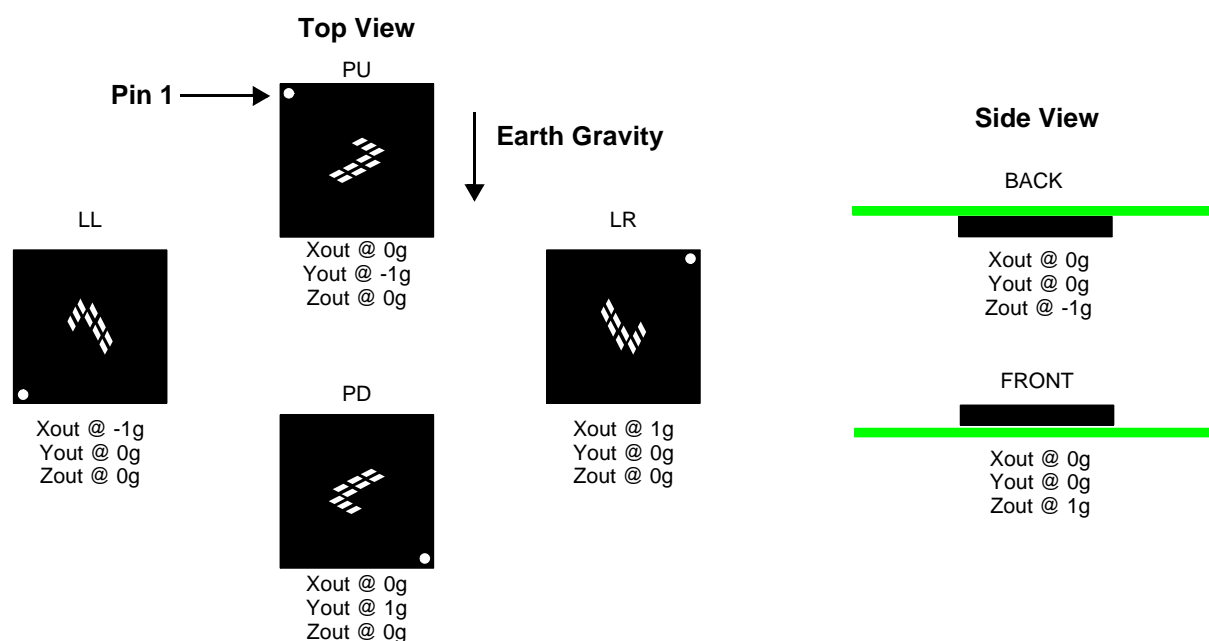 Top View
PU
Pin 1
Earth Gravity
Xout @ 0g
Yout @ -1g
Zout @ 0g
LL
Xout @ -1g
Yout @ 0g
Zout @ 0g
LR
Xout @ 1g
Yout @ 0g
Zout @ 0g
PD
Xout @ 0g
Yout @ 1g
Zout @ 0g
Side View
BACK
Xout @ 0g
Yout @ 0g
Zout @ -1g
FRONT
Xout @ 0g
Yout @ 0g
Zout @ 1g